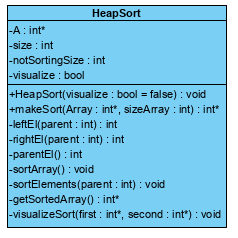 HeapSort
-A : int*
-size : int
-notSortingSize : int
-visualize : bool
+HeapSort(visualize : bool = false) : void
+makeSort(Array : int*, sizeArray : int) : int*
-leftEl(parent : int) : int
-rightEl(parent : int) : int
-parentEl() : int
-sortArray() : void
-sortElements(parent : int) : void
-getSortedArray() : int*
-visualizeSort(first : int*, second : int*) : void